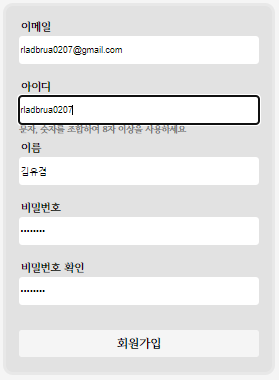 이메일
rladbrua0207@gmail.com
아이디
rladbrua0207
문자, 숫자를 조합하여 8자 이상을 사용하세요
이름
김유겸
비밀번호
••••••••
비밀번호 확인
••••••••
회원가입